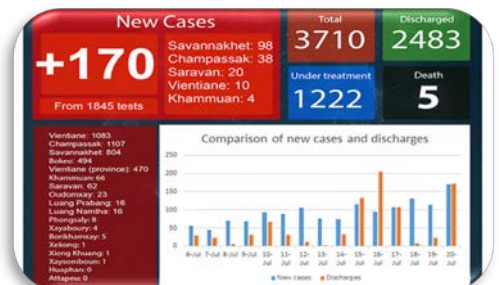 New Cases
+170
From 1845 tests
Savannakhet: 98
Champassak: 38
Saravan: 20
Vientiane: 10
Khammuan: 4
Total
3710
Discharged
2483
Under treatment
1222
Death
5
Vientiane: 1083
Champassak: 1107
Savannakhet: 804
Bokeo: 494
Vientiane (province): 470
Khammuan: 66
Saravan: 62
Oudomxay: 23
Luang Prabang: 16
Luang Namtha: 16
Phongsaly: 8
Xayaboury: 4
Borikhamxay: 5
Xekong: 1
Xieng Khuang: 1
Xaysomboun: 1
Huaphan: 0
Attapeu: 0
Comparison of new cases and discharges
250
200
150
100
50
0
6-Jul 7-Jul 8-Jul 9-Jul 10-Jul 11-Jul 12-Jul 13-Jul 14-Jul 15-Jul 16-Jul 17-Jul 18-Jul 19-Jul 20-Jul
New cases Discharges